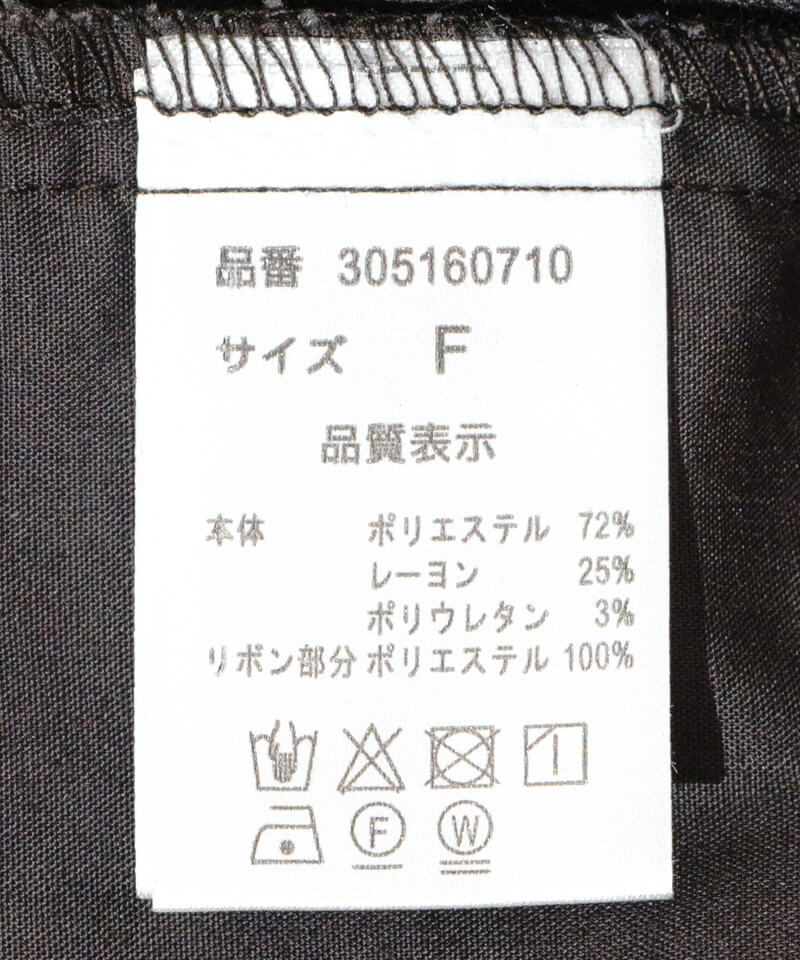 品番 305160710
サイズ F
品質表示
本体 ポリエステル 72%
レーヨン 25%
ポリウレタン 3%
リボン部分 ポリエステル 100%
F W